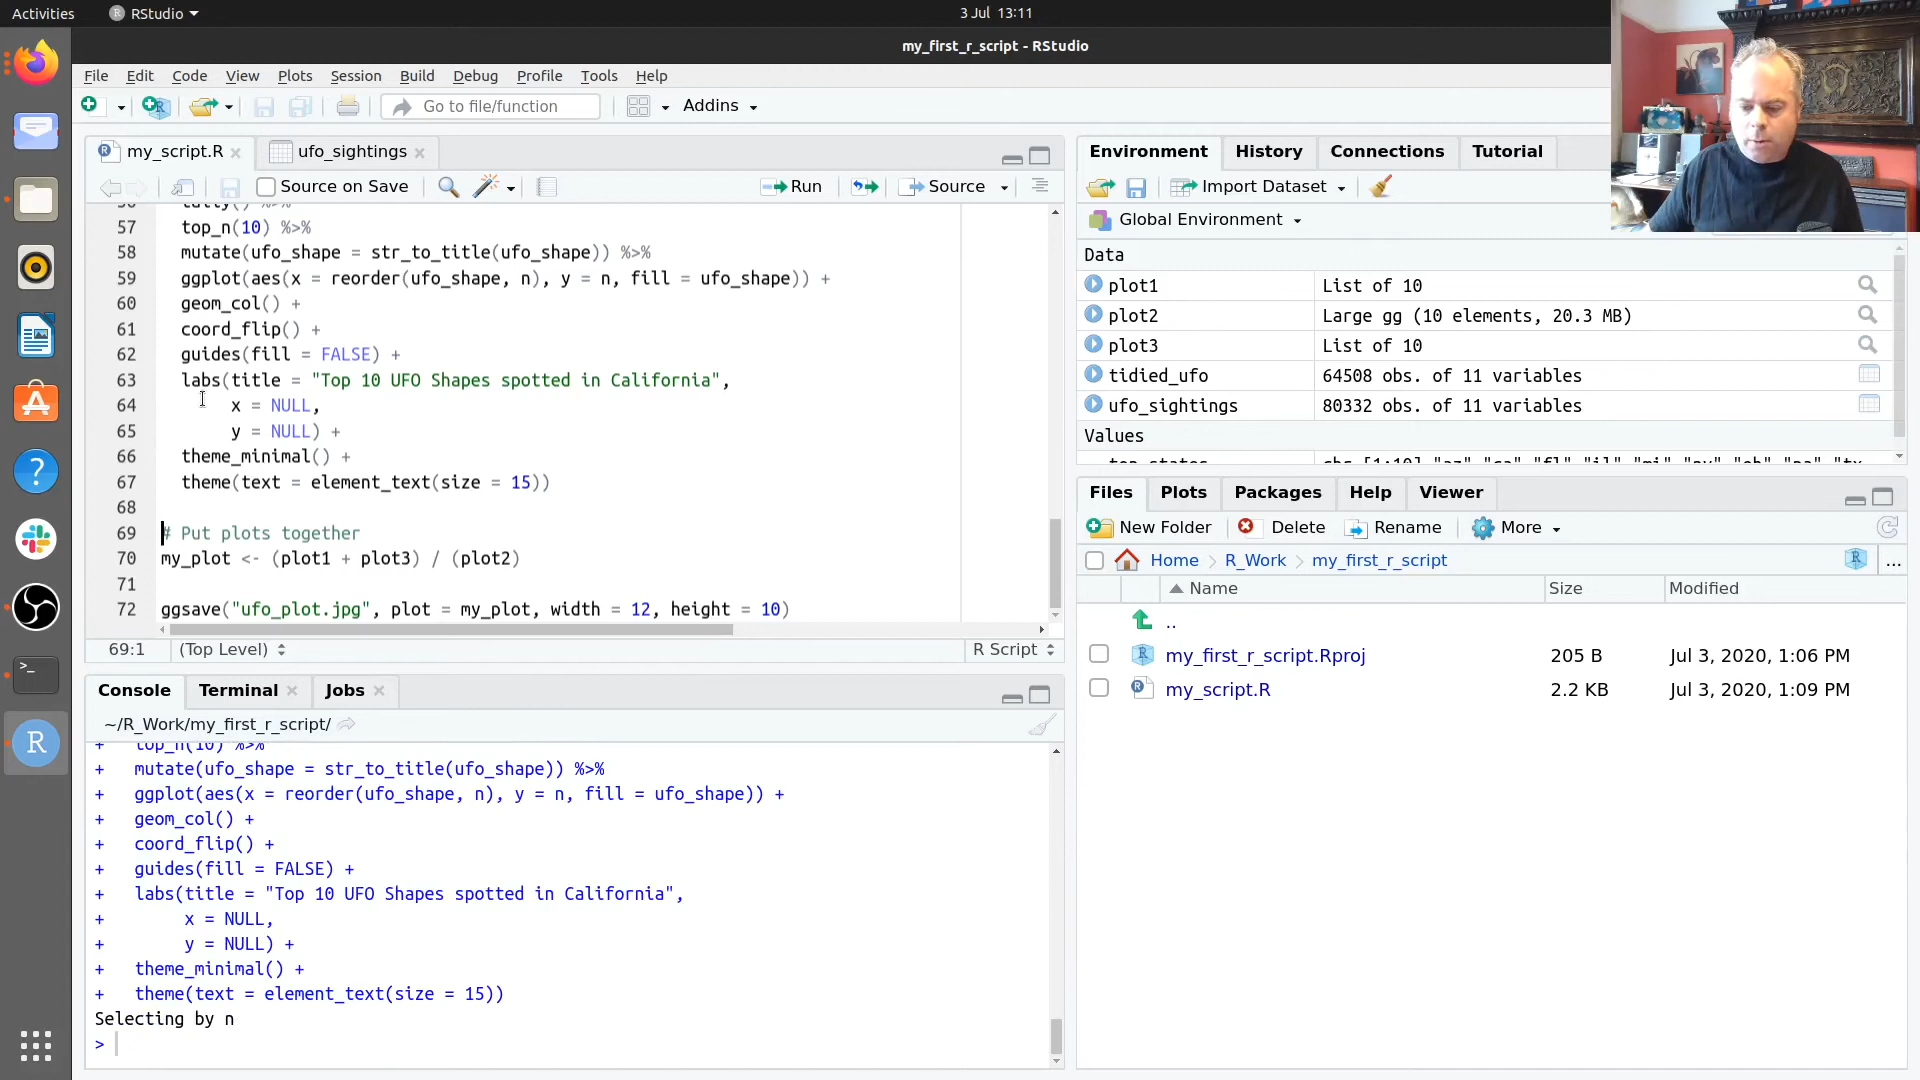 Activities RStudio 3 Jul 13:11
my_first_r_script - RStudio
File Edit Code View Plots Session Build Debug Profile Tools Help
Go to file/function Addins
my_script.R ufo_sightings
Source on Save Run Source
57 top_n(10) %>%
58 mutate(ufo_shape = str_to_title(ufo_shape)) %>%
59 ggplot(aes(x = reorder(ufo_shape, n), y = n, fill = ufo_shape)) +
60 geom_col() +
61 coord_flip() +
62 guides(fill = FALSE) +
63 labs(title = "Top 10 UFO Shapes spotted in California",
64 x = NULL,
65 y = NULL) +
66 theme_minimal() +
67 theme(text = element_text(size = 15))
68
69 # Put plots together
70 my_plot <- (plot1 + plot3) / (plot2)
71
72 ggsave("ufo_plot.jpg", plot = my_plot, width = 12, height = 10)
69:1 (Top Level) R Script
Console Terminal Jobs
~/R_Work/my_first_r_script/
+ top_n(10) %>%
+ mutate(ufo_shape = str_to_title(ufo_shape)) %>%
+ ggplot(aes(x = reorder(ufo_shape, n), y = n, fill = ufo_shape)) +
+ geom_col() +
+ coord_flip() +
+ guides(fill = FALSE) +
+ labs(title = "Top 10 UFO Shapes spotted in California",
+ x = NULL,
+ y = NULL) +
+ theme_minimal() +
+ theme(text = element_text(size = 15))
Selecting by n
>
Environment History Connections Tutorial
Import Dataset
Global Environment
Data
plot1 List of 10
plot2 Large gg (10 elements, 20.3 MB)
plot3 List of 10
tidied_ufo 64508 obs. of 11 variables
ufo_sightings 80332 obs. of 11 variables
Values
Files Plots Packages Help Viewer
New Folder Delete Rename More
Home R_Work my_first_r_script ...
Name Size Modified
..
my_first_r_script.Rproj 205 B Jul 3, 2020, 1:06 PM
my_script.R 2.2 KB Jul 3, 2020, 1:09 PM